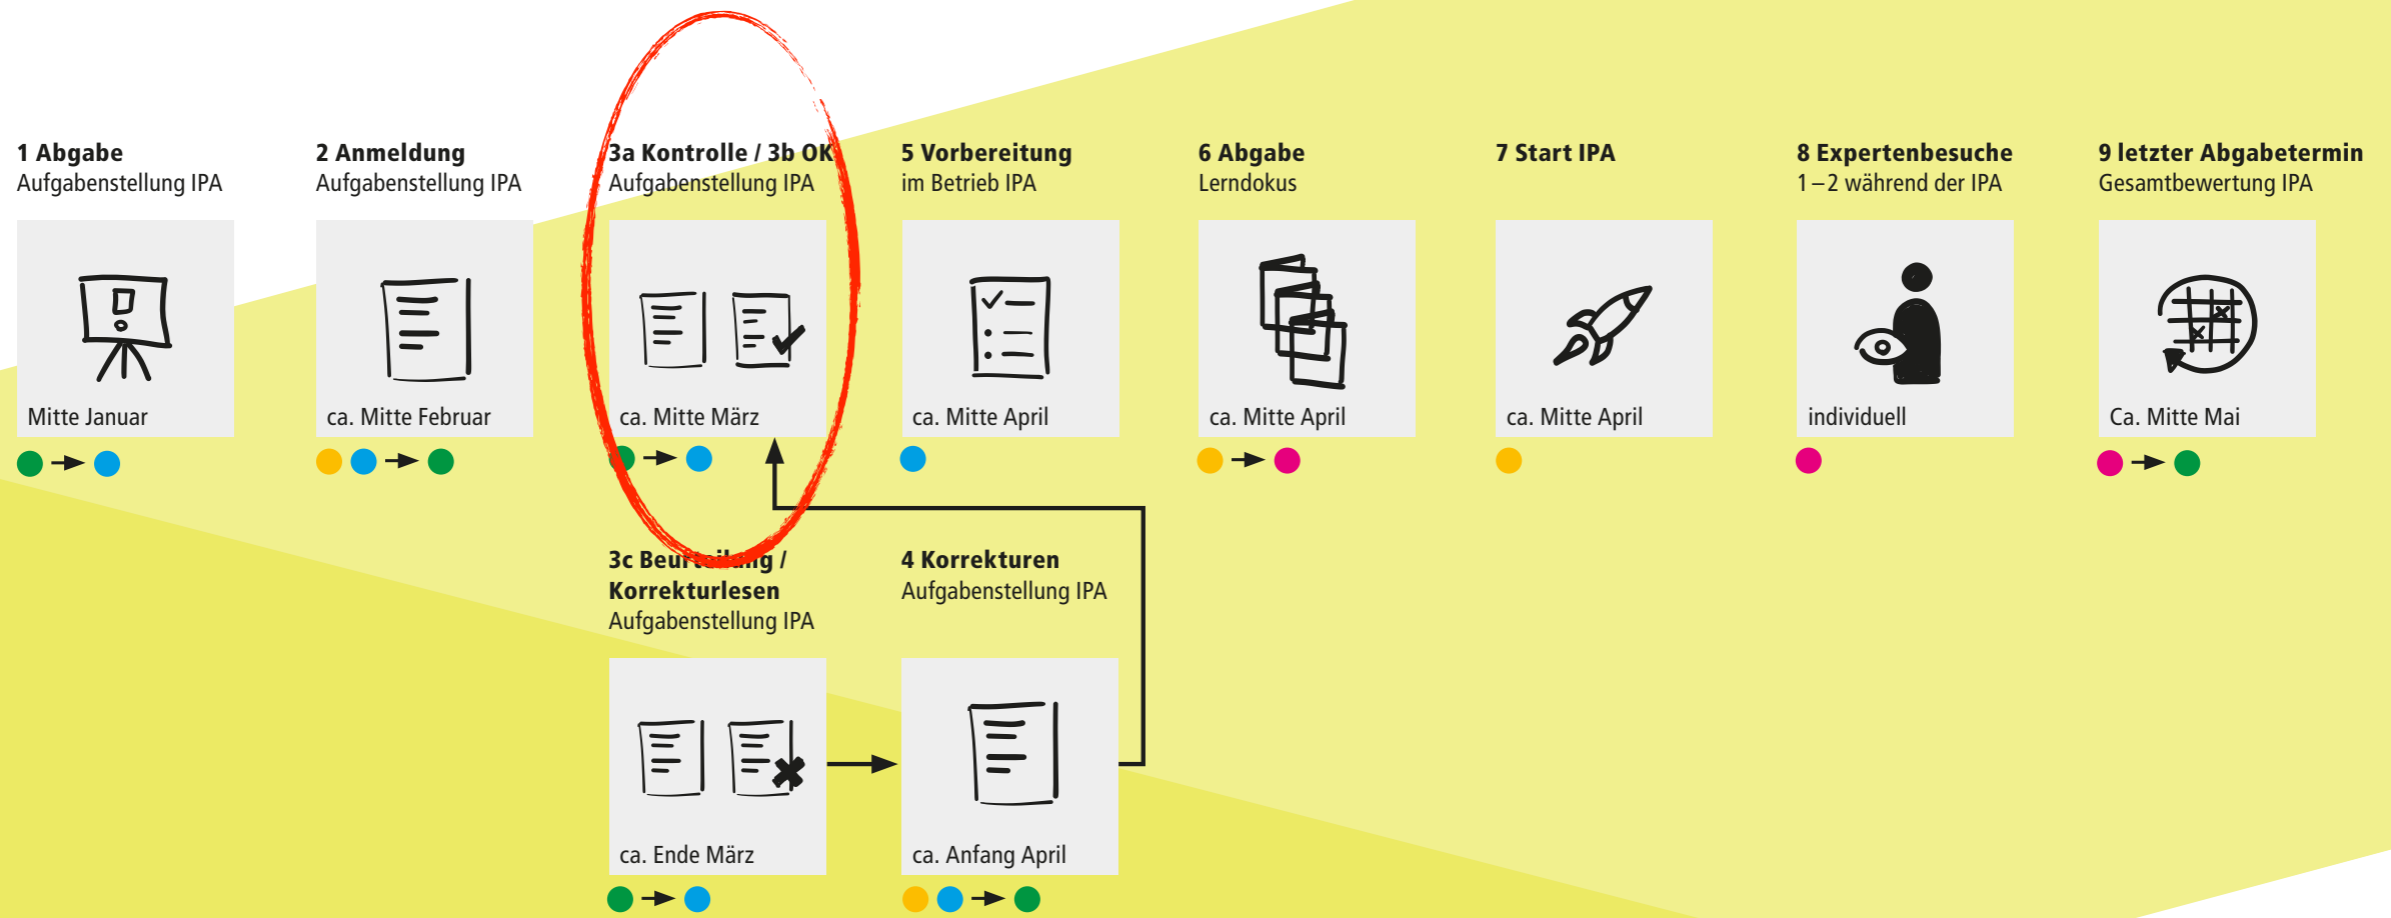 1 Abgabe
Aufgabenstellung IPA
Mitte Januar
2 Anmeldung
Aufgabenstellung IPA
ca. Mitte Februar
3a Kontrolle / 3b OK
Aufgabenstellung IPA
ca. Mitte März
5 Vorbereitung
im Betrieb IPA
ca. Mitte April
6 Abgabe
Lerndokus
ca. Mitte April
7 Start IPA
ca. Mitte April
8 Expertenbesuche
1–2 während der IPA
individuell
9 letzter Abgabetermin
Gesamtbewertung IPA
Ca. Mitte Mai
3c Beurteilung /
Korrekturlesen
Aufgabenstellung IPA
ca. Ende März
4 Korrekturen
Aufgabenstellung IPA
ca. Anfang April